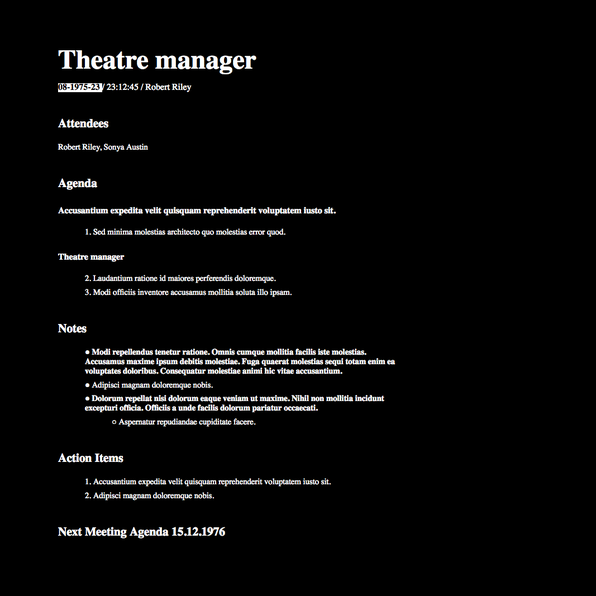 Theatre manager
08-1975-23 / 23:12:45 / Robert Riley
Attendees
Robert Riley, Sonya Austin
Agenda
Accusantium expedita velit quisquam reprehenderit voluptatem iusto sit.
1. Sed minima molestias architecto quo molestias error quod.
Theatre manager
2. Laudantium ratione id maiores perferendis doloremque.
3. Modi officiis inventore accusamus mollitia soluta illo ipsam.
Notes
● Modi repellendus tenetur ratione. Omnis cumque mollitia facilis iste molestias.
Accusamus maxime ipsum debitis molestiae. Fuga quaerat molestias sequi totam enim ea
voluptates doloribus. Consequatur molestiae animi hic vitae accusantium.
● Adipisci magnam doloremque nobis.
● Dolorum repellat nisi dolorum eaque veniam ut maxime. Nihil non mollitia incidunt
excepturi officia. Officiis a unde facilis dolorum pariatur occaecati.
○ Aspernatur repudiandae cupiditate facere.
Action Items
1. Accusantium expedita velit quisquam reprehenderit voluptatem iusto sit.
2. Adipisci magnam doloremque nobis.
Next Meeting Agenda 15.12.1976